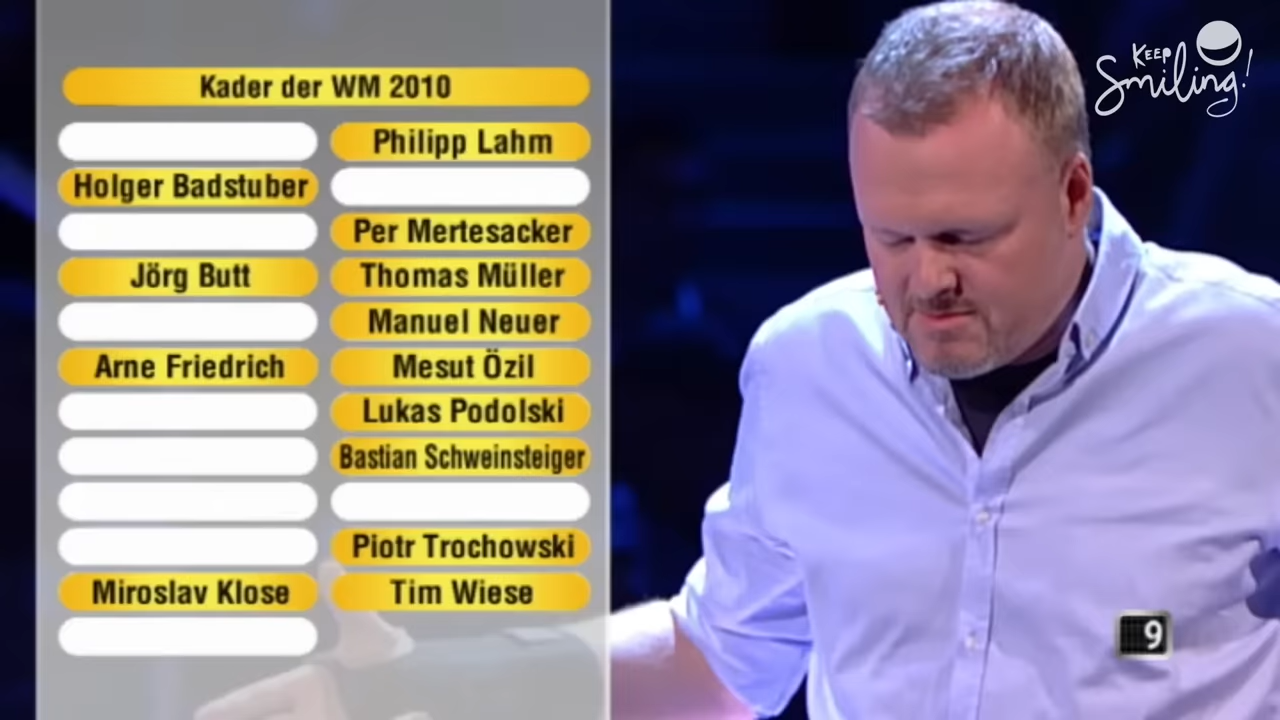 Kader der WM 2010
Philipp Lahm
Holger Badstuber
Per Mertesacker
Jörg Butt
Thomas Müller
Manuel Neuer
Arne Friedrich
Mesut Özil
Lukas Podolski
Bastian Schweinsteiger
Piotr Trochowski
Miroslav Klose
Tim Wiese
KEEP
Smiling!
9